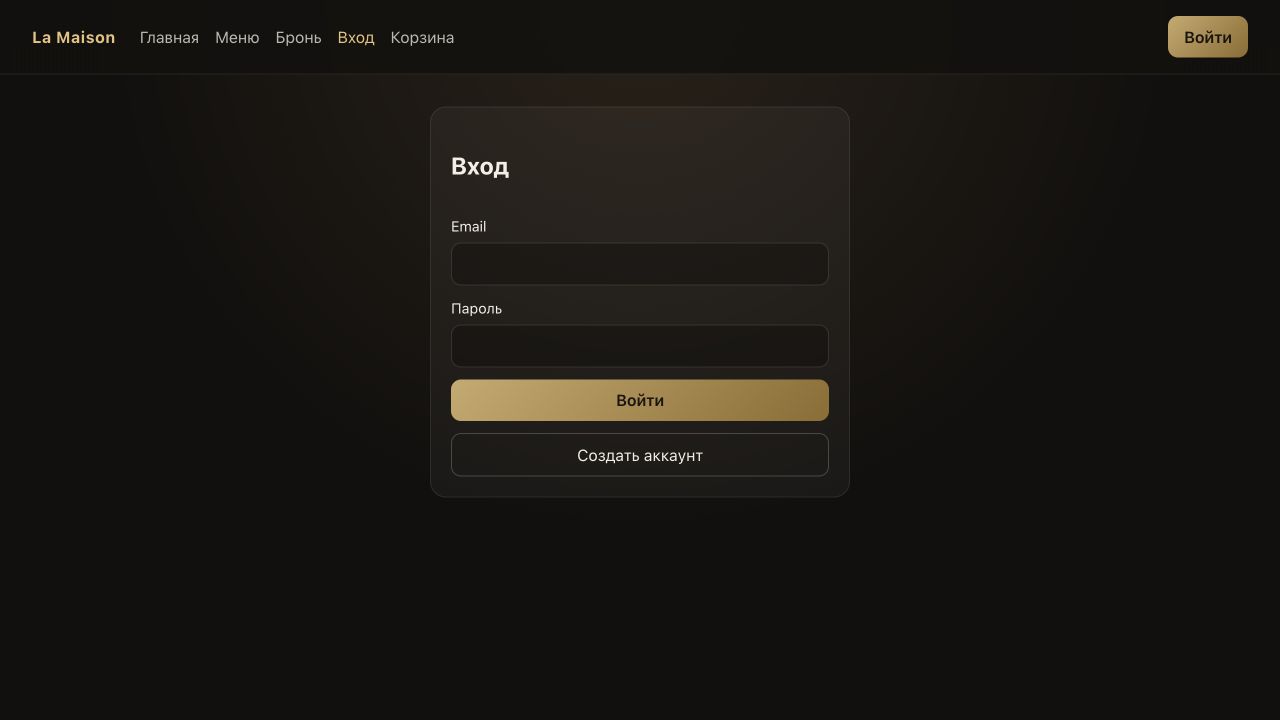 La Maison Главная Меню Бронь Вход Корзина Войти
Вход
Email
Пароль
Войти
Создать аккаунт